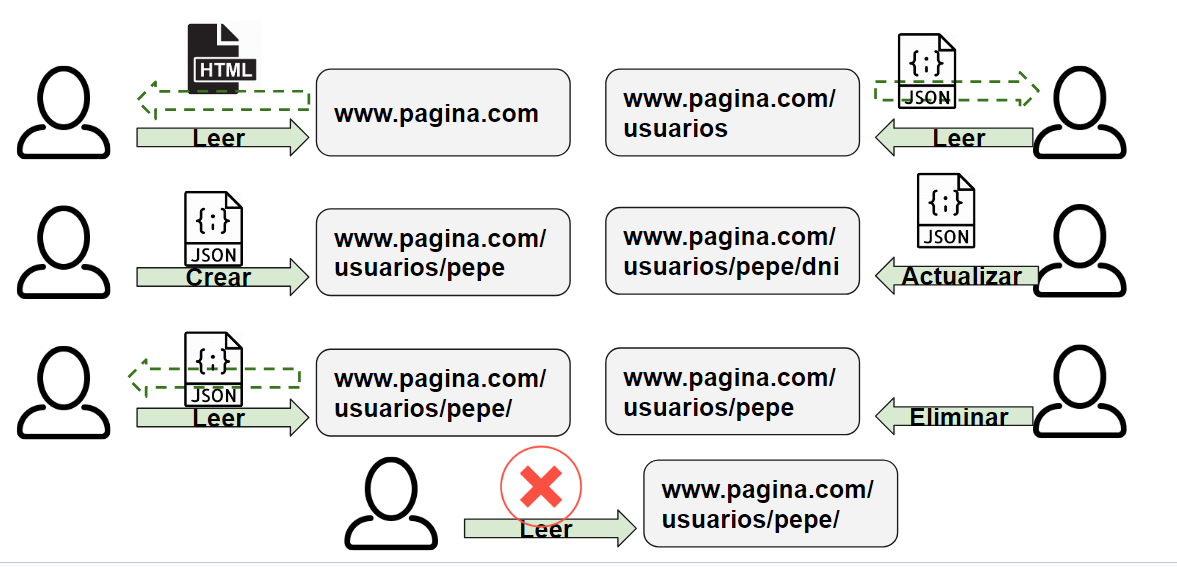 HTML
www.pagina.com
Leer
{;}
JSON
www.pagina.com/
usuarios
Leer
{;}
JSON
www.pagina.com/
usuarios/pepe
Crear
{;}
JSON
www.pagina.com/
usuarios/pepe/dni
Actualizar
{;}
JSON
www.pagina.com/
usuarios/pepe/
Leer
www.pagina.com/
usuarios/pepe
Eliminar
www.pagina.com/
usuarios/pepe/
Leer